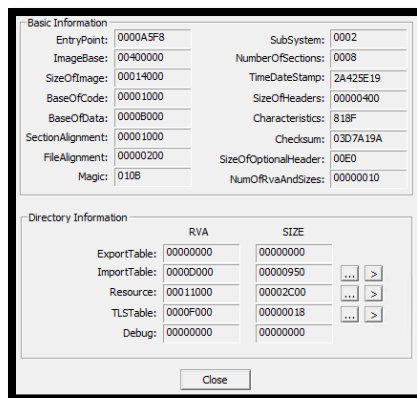 Basic Information
EntryPoint: 0000A5F8 SubSystem: 0002
ImageBase: 00400000 NumberOfSections: 0008
SizeOfImage: 00014000 TimeDateStamp: 2A425E19
BaseOfCode: 00001000 SizeOfHeaders: 00000400
BaseOfData: 0000B000 Characteristics: 818F
SectionAlignment: 00001000 Checksum: 03D7A19A
FileAlignment: 00000200 SizeOfOptionalHeader: 00E0
Magic: 010B NumOfRvaAndSizes: 00000010
Directory Information
RVA SIZE
ExportTable: 00000000 00000000
ImportTable: 0000D000 00000950 ... >
Resource: 00011000 00002C00 ... >
TLSTable: 0000F000 00000018 ... >
Debug: 00000000 00000000
Close